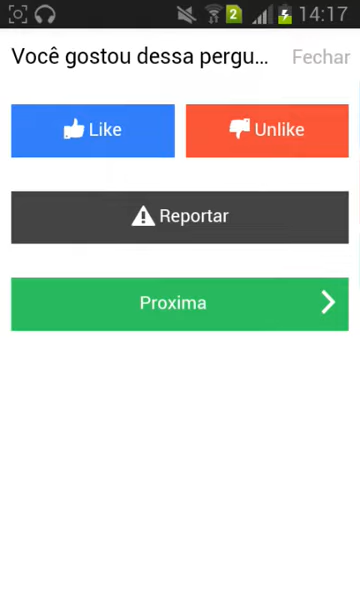 2 14:17
Você gostou dessa pergu... Fechar
Like Unlike
Reportar
Proxima